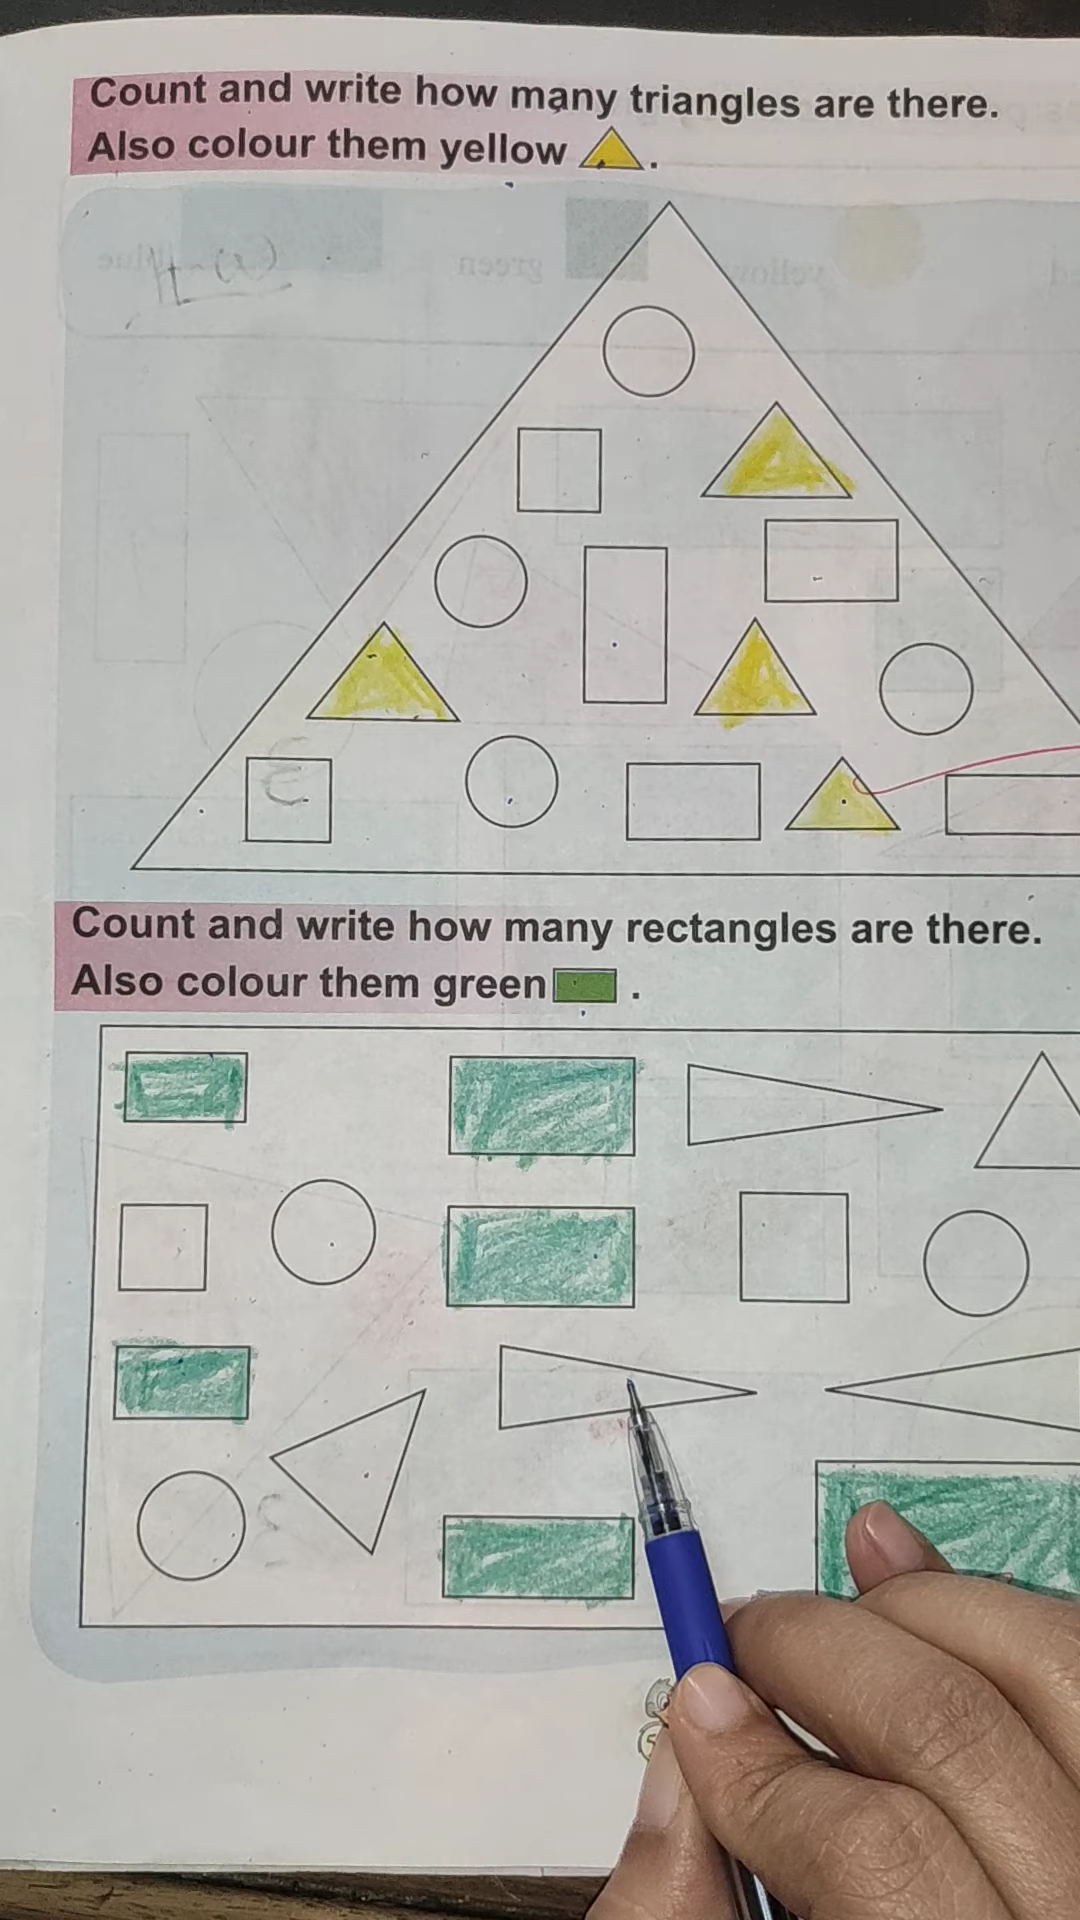 Count and write how many triangles are there.
Also colour them yellow .
Count and write how many rectangles are there.
Also colour them green .